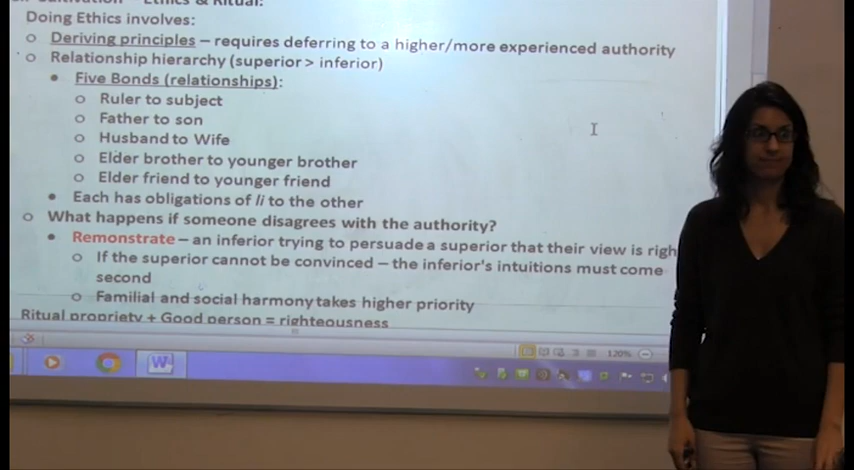 Ethics & Ritual:
Doing Ethics involves:
o Deriving principles – requires deferring to a higher/more experienced authority
o Relationship hierarchy (superior > inferior)
• Five Bonds (relationships):
o Ruler to subject
o Father to son
o Husband to Wife
o Elder brother to younger brother
o Elder friend to younger friend
• Each has obligations of li to the other
o What happens if someone disagrees with the authority?
• Remonstrate – an inferior trying to persuade a superior that their view is righ
o If the superior cannot be convinced – the inferior's intuitions must come
second
o Familial and social harmony takes higher priority
Ritual propriety + Good person = righteousness
120%
W